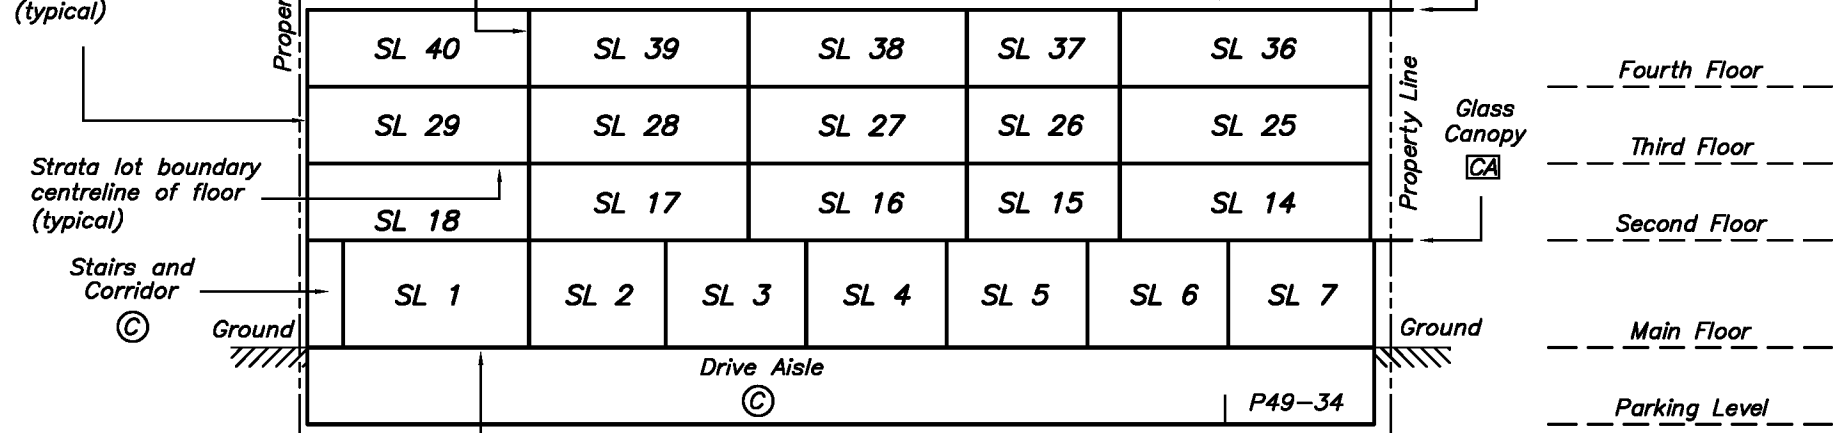 (typical)
Proper
SL 40 SL 39 SL 38 SL 37 SL 36
Fourth Floor
SL 29 SL 28 SL 27 SL 26 SL 25
Property Line
Glass
Canopy
CA
Third Floor
Strata lot boundary
centreline of floor
(typical)
SL 18 SL 17 SL 16 SL 15 SL 14
Second Floor
Stairs and
Corridor
C
SL 1 SL 2 SL 3 SL 4 SL 5 SL 6 SL 7
Ground
Ground
Main Floor
Drive Aisle
C
P49-34
Parking Level